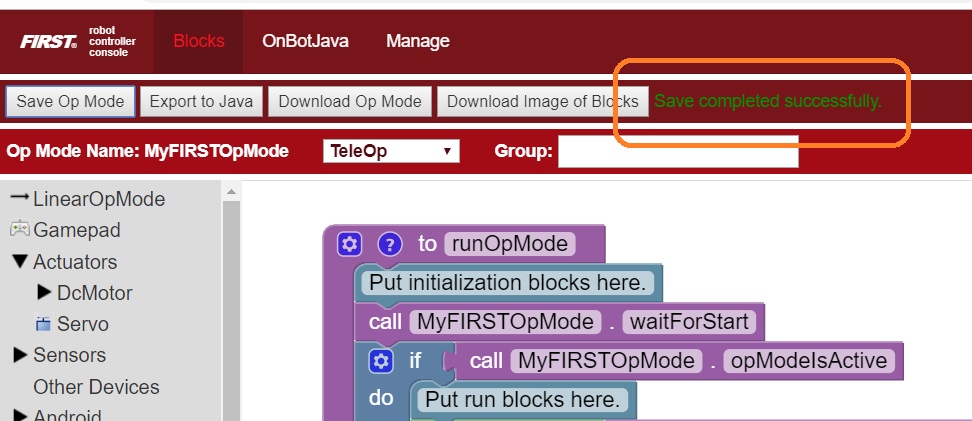 FIRST® robot controller console Blocks OnBotJava Manage
Save Op Mode Export to Java Download Op Mode Download Image of Blocks Save completed successfully.
Op Mode Name: MyFIRSTOpMode TeleOp Group:
LinearOpMode
Gamepad
Actuators
DcMotor
Servo
Sensors
Other Devices
Android
? to runOpMode
Put initialization blocks here.
call MyFIRSTOpMode . waitForStart
if call MyFIRSTOpMode . opModeIsActive
do Put run blocks here.